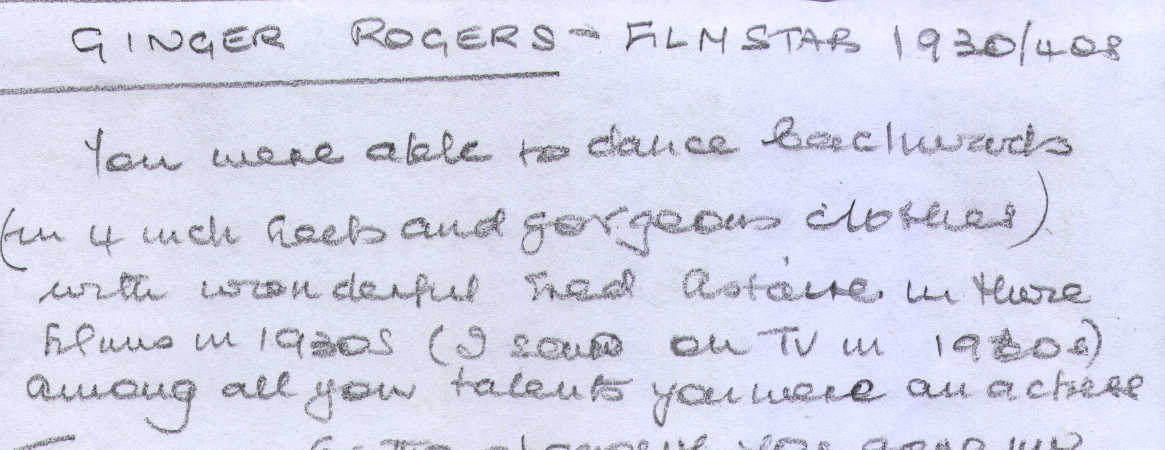 GINGER ROGERS - FILMSTAR 1930/40s
You were able to dance backwards
(in 4 inch heels and gorgeous clothes)
with wonderful Fred Astaire in those
films in 1930s (I saw on TV in 1960s)
among all your talents you were an actress